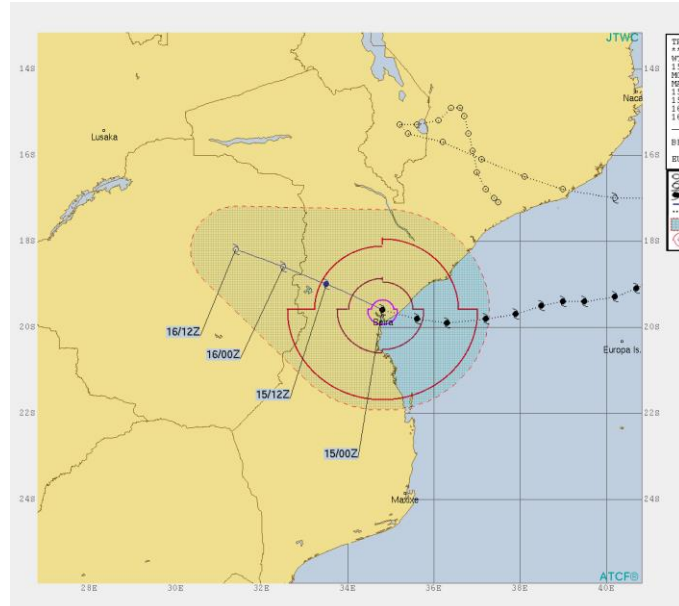 JTWC
14S
16S
18S
20S
22S
24S
Lusaka
Naca
Beira
Europa Is.
Maxixe
16/12Z
16/00Z
15/12Z
15/00Z
ATCF®
28E
30E
32E
34E
36E
38E
40E